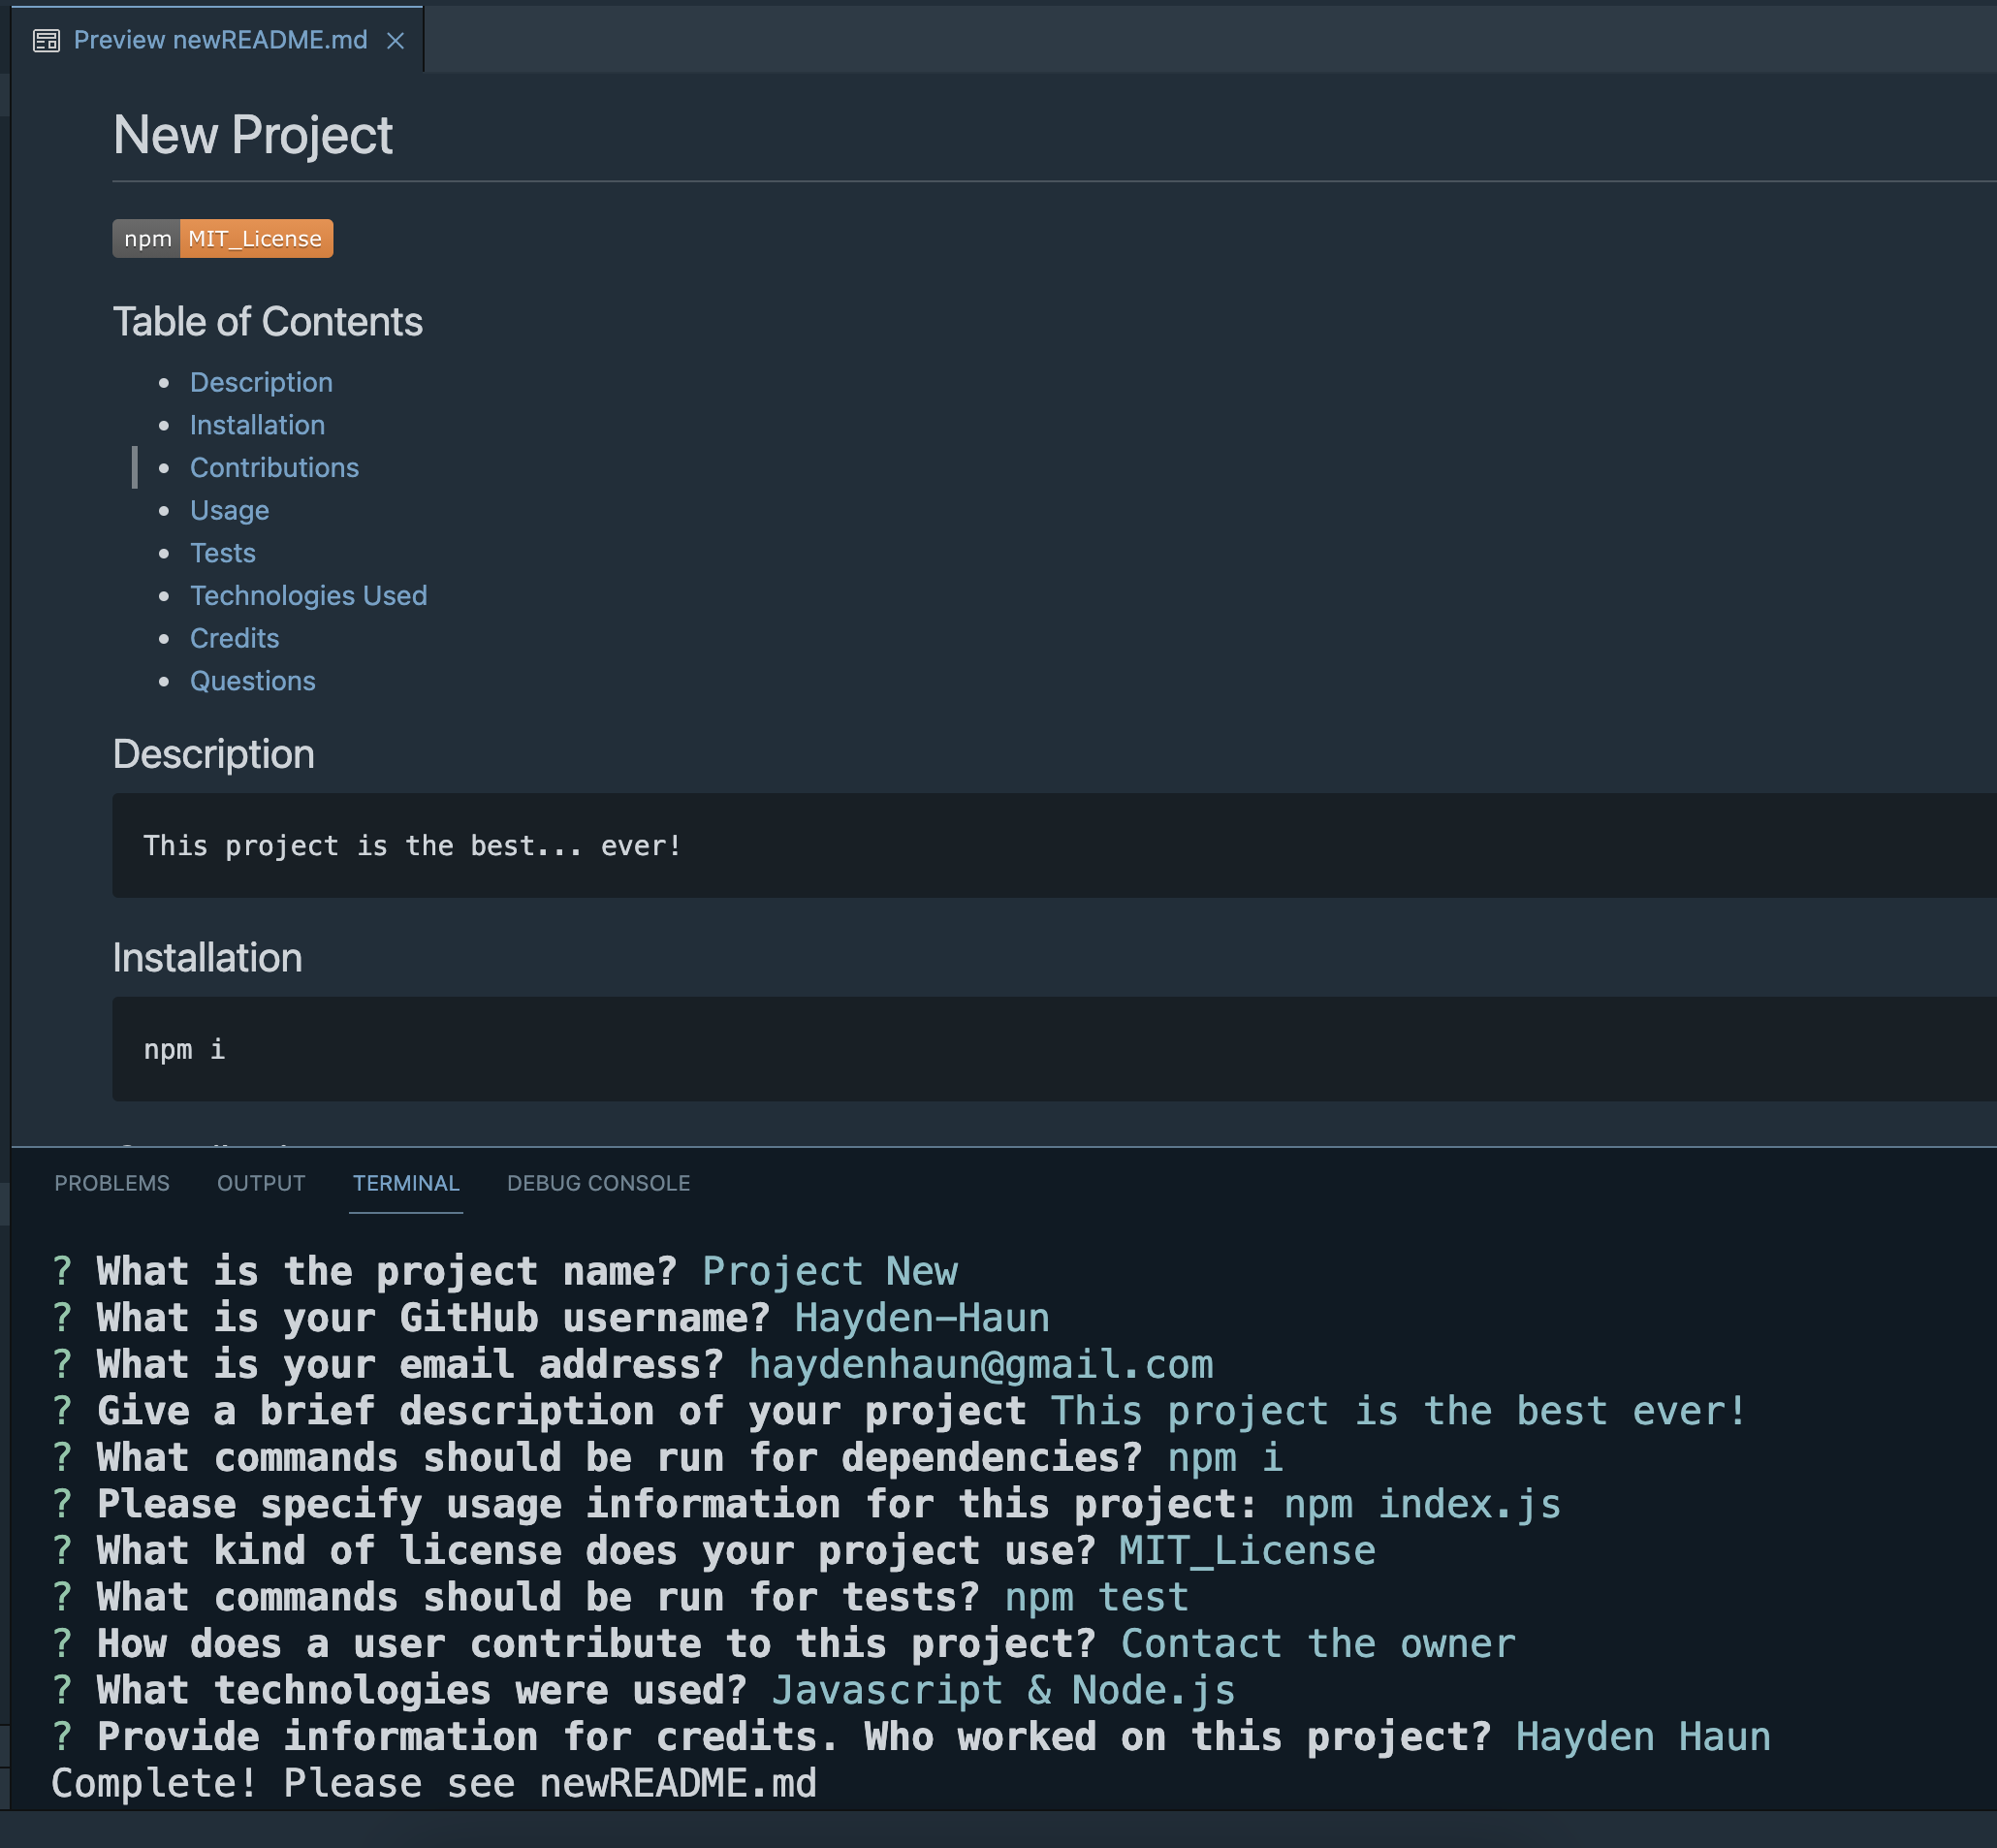 Preview newREADME.md
New Project
npm MIT_License
Table of Contents
Description
Installation
Contributions
Usage
Tests
Technologies Used
Credits
Questions
Description
This project is the best... ever!
Installation
npm i
PROBLEMS OUTPUT TERMINAL DEBUG CONSOLE
? What is the project name? Project New
? What is your GitHub username? Hayden-Haun
? What is your email address? haydenhaun@gmail.com
? Give a brief description of your project This project is the best ever!
? What commands should be run for dependencies? npm i
? Please specify usage information for this project: npm index.js
? What kind of license does your project use? MIT_License
? What commands should be run for tests? npm test
? How does a user contribute to this project? Contact the owner
? What technologies were used? Javascript & Node.js
? Provide information for credits. Who worked on this project? Hayden Haun
Complete! Please see newREADME.md